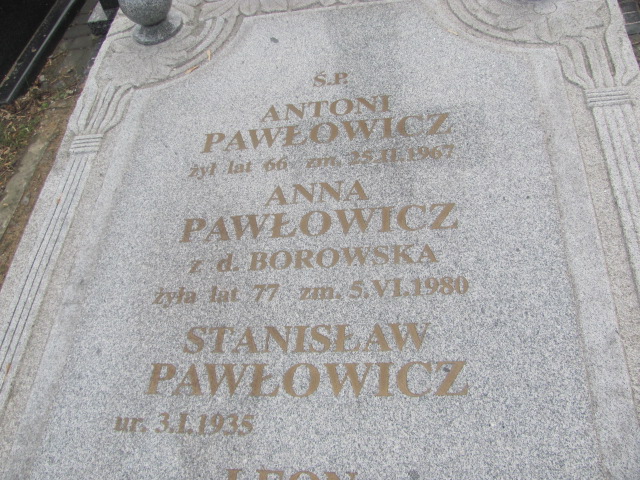 Ś.P.
ANTONI
PAWŁOWICZ
żył lat 66 zm. 25.II.1967
ANNA
PAWŁOWICZ
z d. BOROWSKA
żyła lat 77 zm. 5.VI.1980
STANISŁAW
PAWŁOWICZ
ur. 3.I.1935
LEON